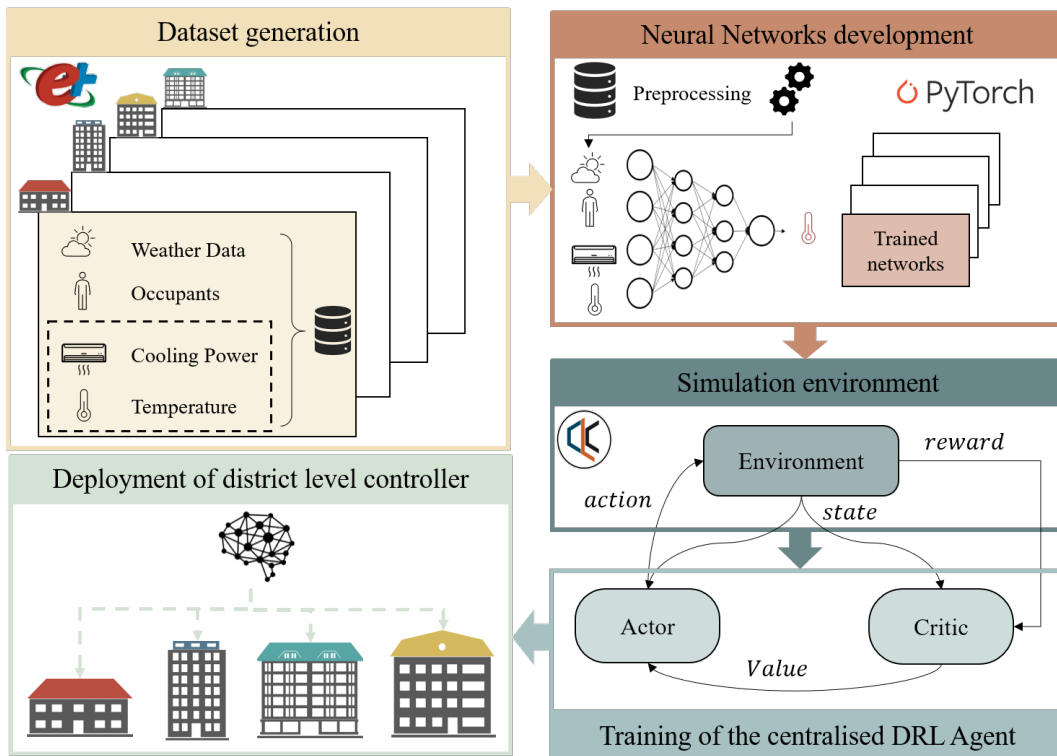 Dataset generation
e+
Weather Data
Occupants
Cooling Power
Temperature
Neural Networks development
Preprocessing
PyTorch
Trained
networks
Simulation environment
Environment
reward
action
state
Actor
Critic
Value
Training of the centralised DRL Agent
Deployment of district level controller